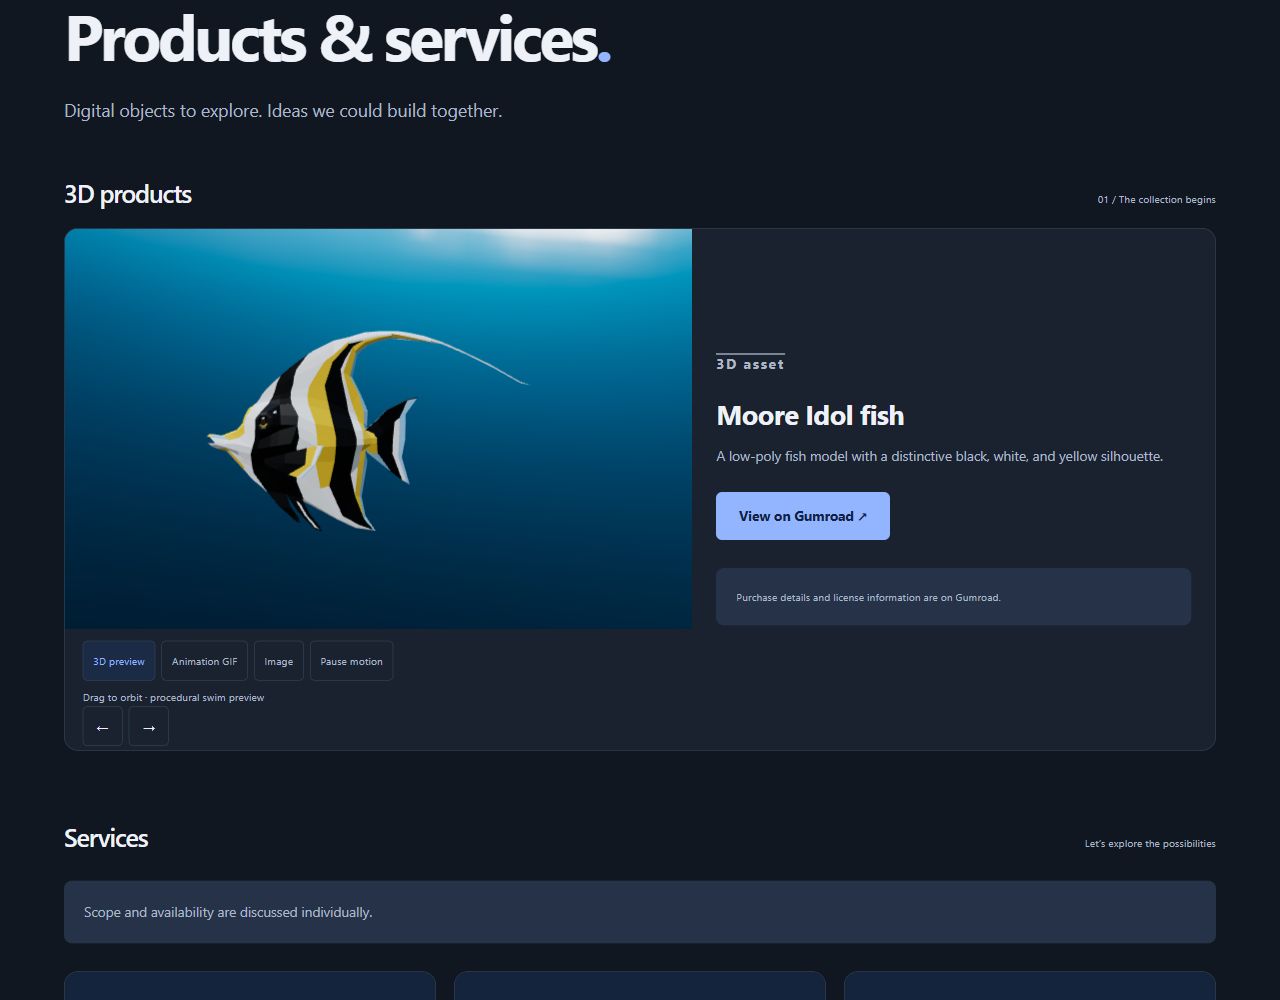 Products & services.
Digital objects to explore. Ideas we could build together.
3D products
01 / The collection begins
3D asset
Moore Idol fish
A low-poly fish model with a distinctive black, white, and yellow silhouette.
View on Gumroad ↗
Purchase details and license information are on Gumroad.
3D preview
Animation GIF
Image
Pause motion
Drag to orbit · procedural swim preview
← →
Services
Let's explore the possibilities
Scope and availability are discussed individually.